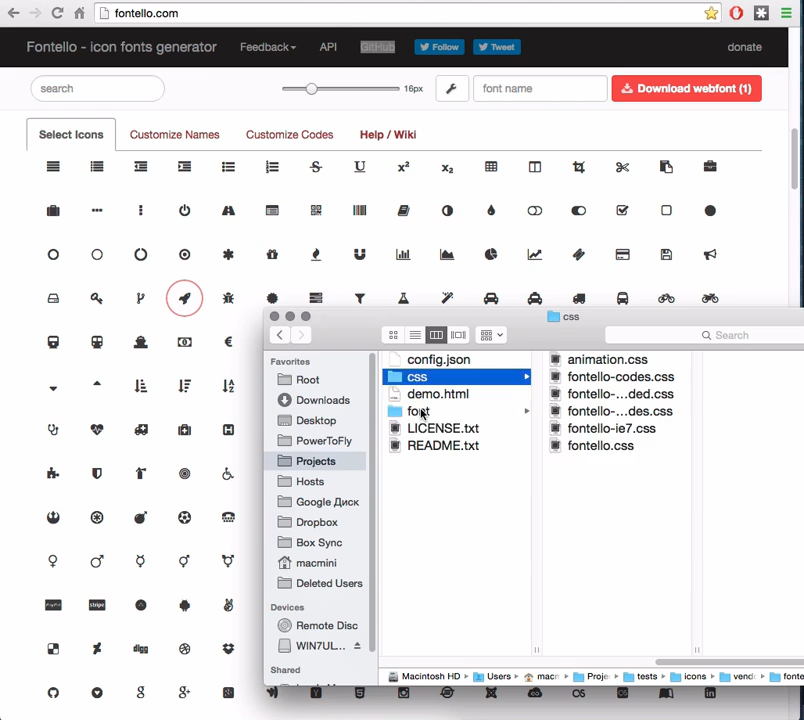 fontello.com
Fontello - icon fonts generator
Feedback
API
GitHub
Follow
Tweet
donate
search
16px
font name
Download webfont (1)
Select Icons
Customize Names
Customize Codes
Help / Wiki
css
Search
Favorites
Root
Downloads
Desktop
PowerToFly
Projects
Hosts
Google Диск
Dropbox
Box Sync
macmini
Deleted Users
Devices
Remote Disc
WIN7UL...
Shared
config.json
css
demo.html
font
LICENSE.txt
README.txt
animation.css
fontello-codes.css
fontello-...ded.css
fontello-...des.css
fontello-ie7.css
fontello.css
Macintosh HD
Users
macn
Proje
tests
icons
vend
fonte